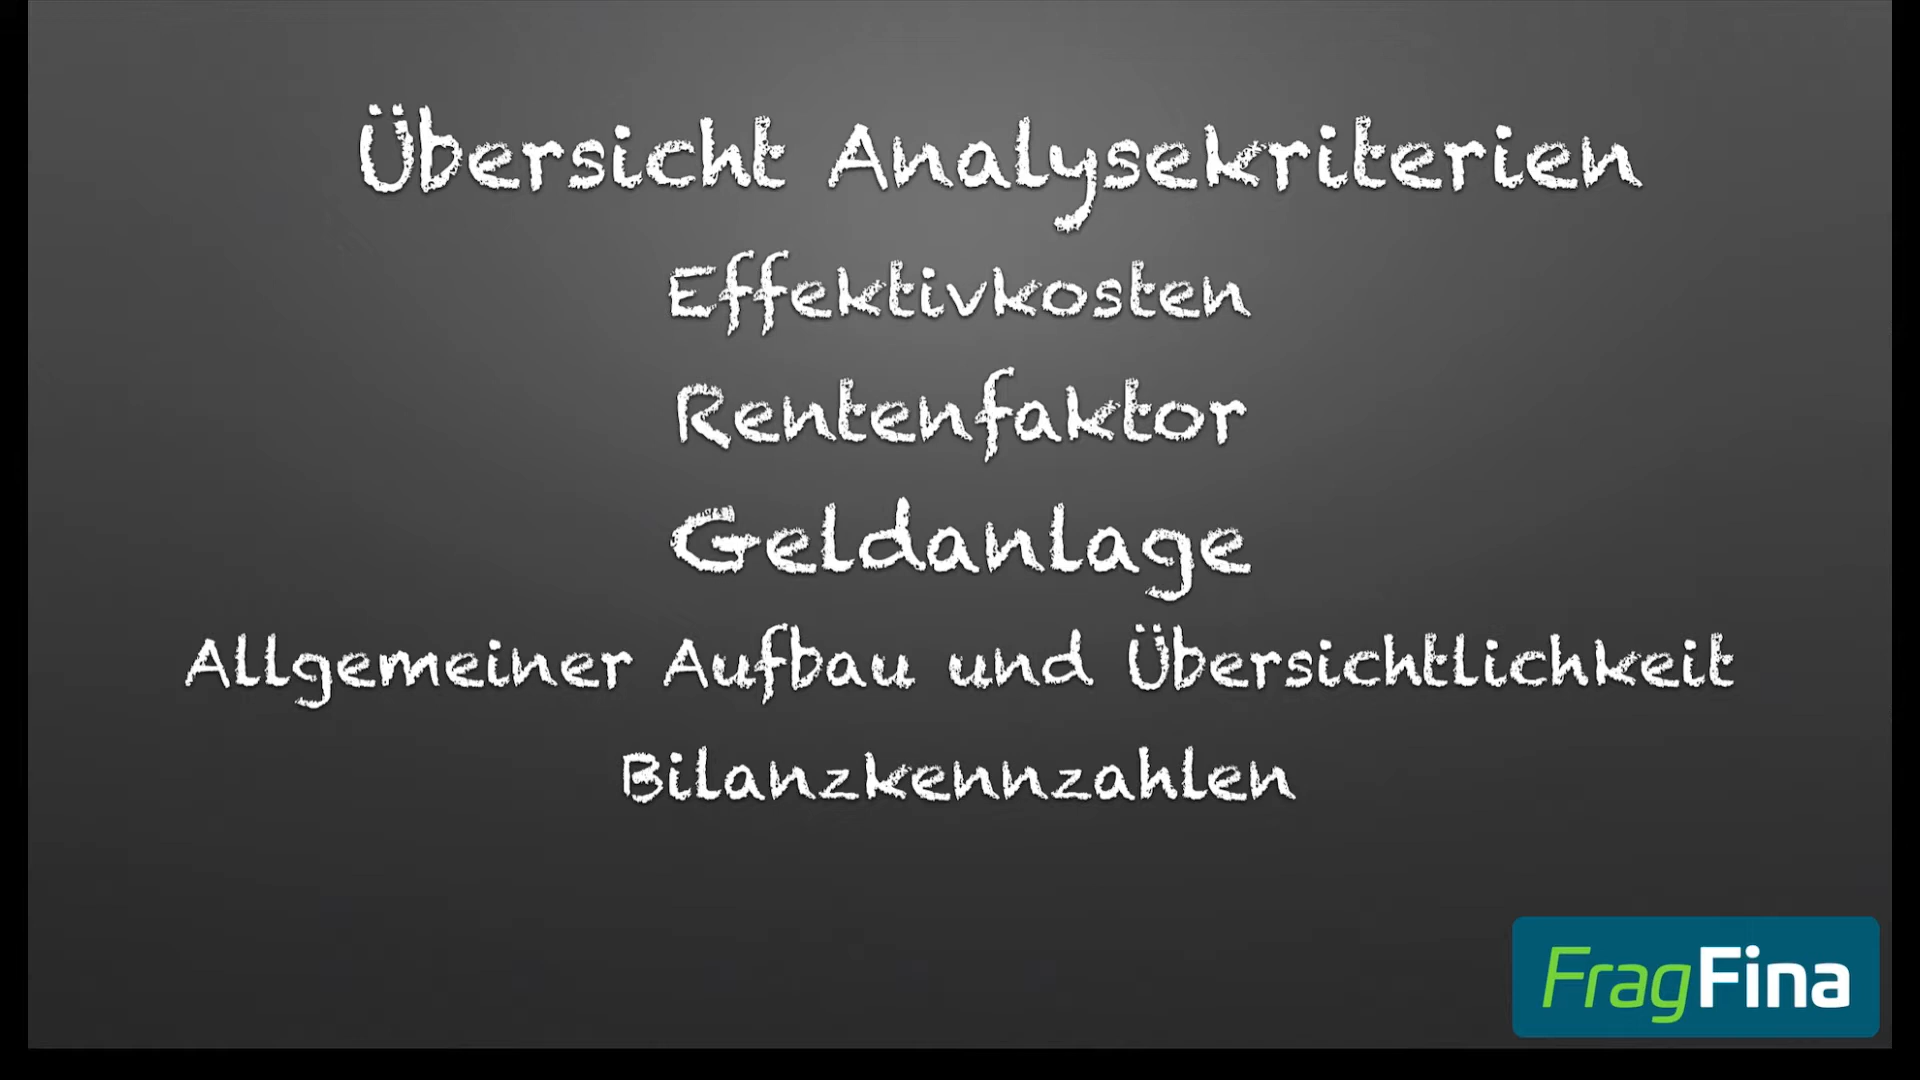 Übersicht Analysekriterien
Effektivkosten
Rentenfaktor
Geldanlage
Allgemeiner Aufbau und Übersichtlichkeit
Bilanzkennzahlen
FragFina